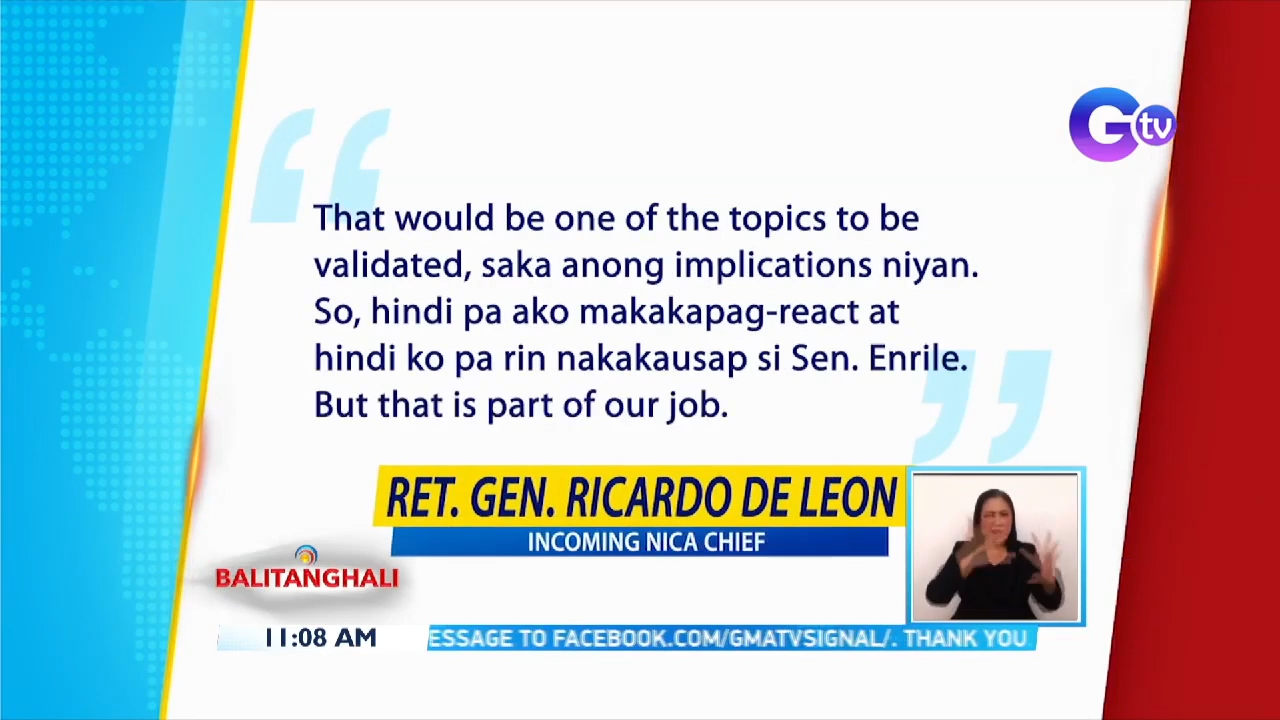 Gtv
That would be one of the topics to be
validated, saka anong implications niyan.
So, hindi pa ako makakapag-react at
hindi ko pa rin nakakausap si Sen. Enrile.
But that is part of our job.
RET. GEN. RICARDO DE LEON
INCOMING NICA CHIEF
BALITANGHALI
11:08 AM ESSAGE TO FACEBOOK.COM/GMATVSIGNAL/. THANK YOU